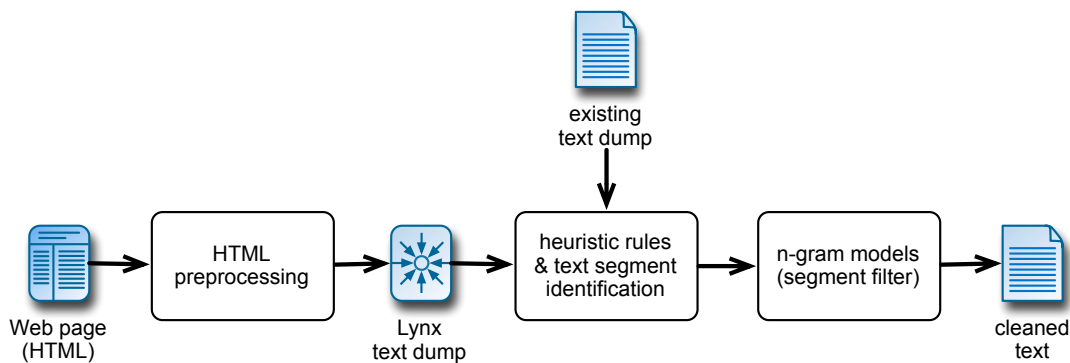 existing
text dump
HTML
preprocessing
heuristic rules
& text segment
identification
n-gram models
(segment filter)
Web page
(HTML)
Lynx
text dump
cleaned
text